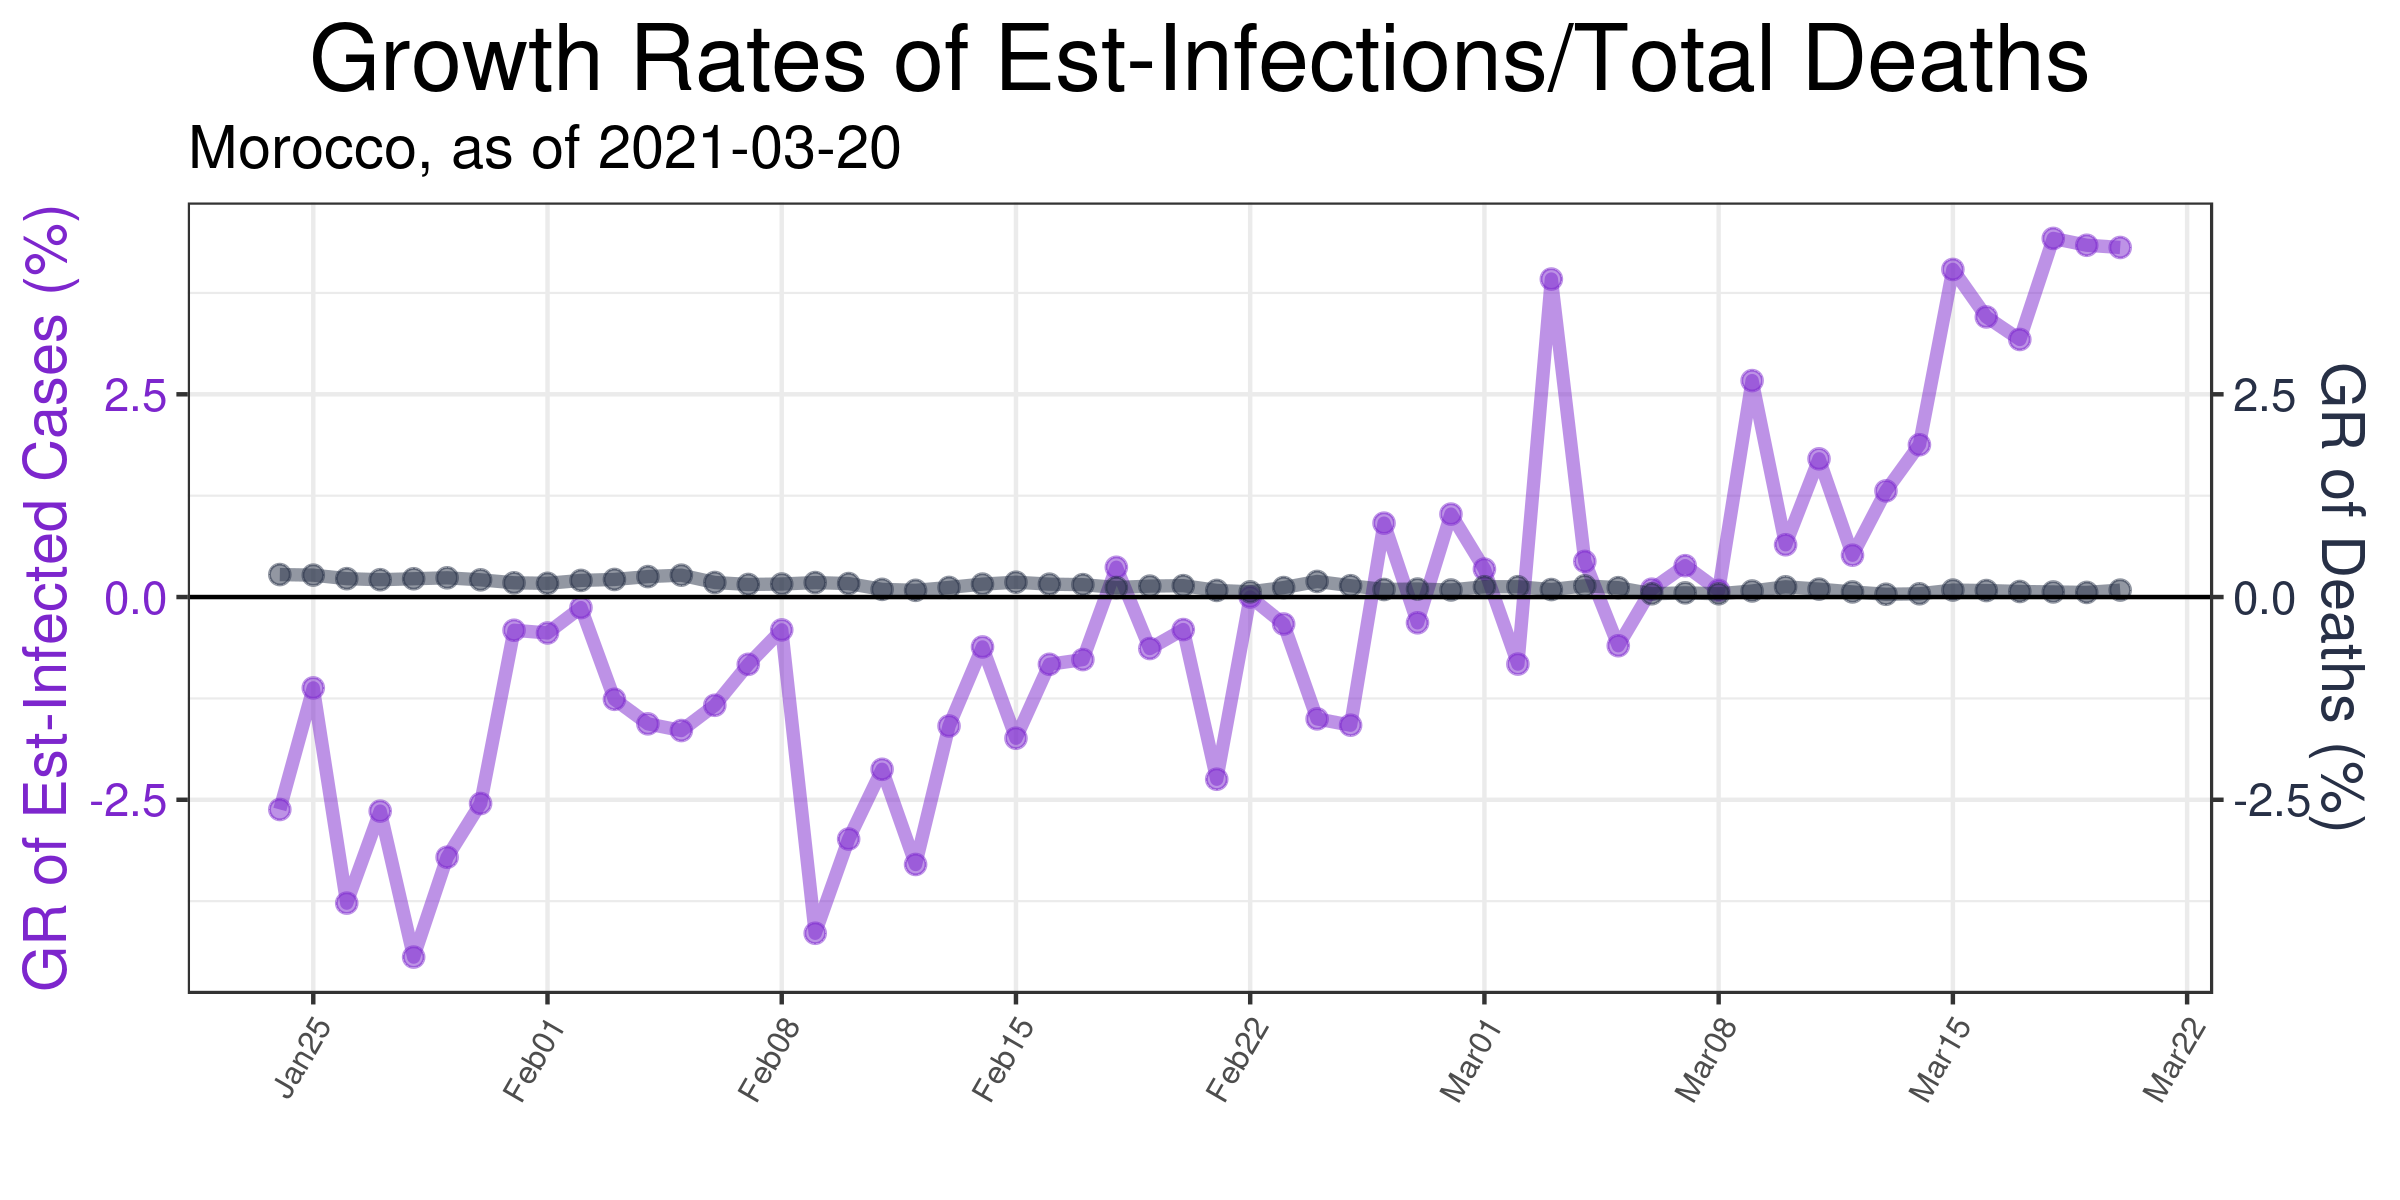 Growth Rates of Est-Infections/Total Deaths
Morocco, as of 2021-03-20
GR of Est-Infected Cases (%)
2.5
0.0
-2.5
2.5
0.0
-2.5
GR of Deaths (%)
Jan25
Feb01
Feb08
Feb15
Feb22
Mar01
Mar08
Mar15
Mar22